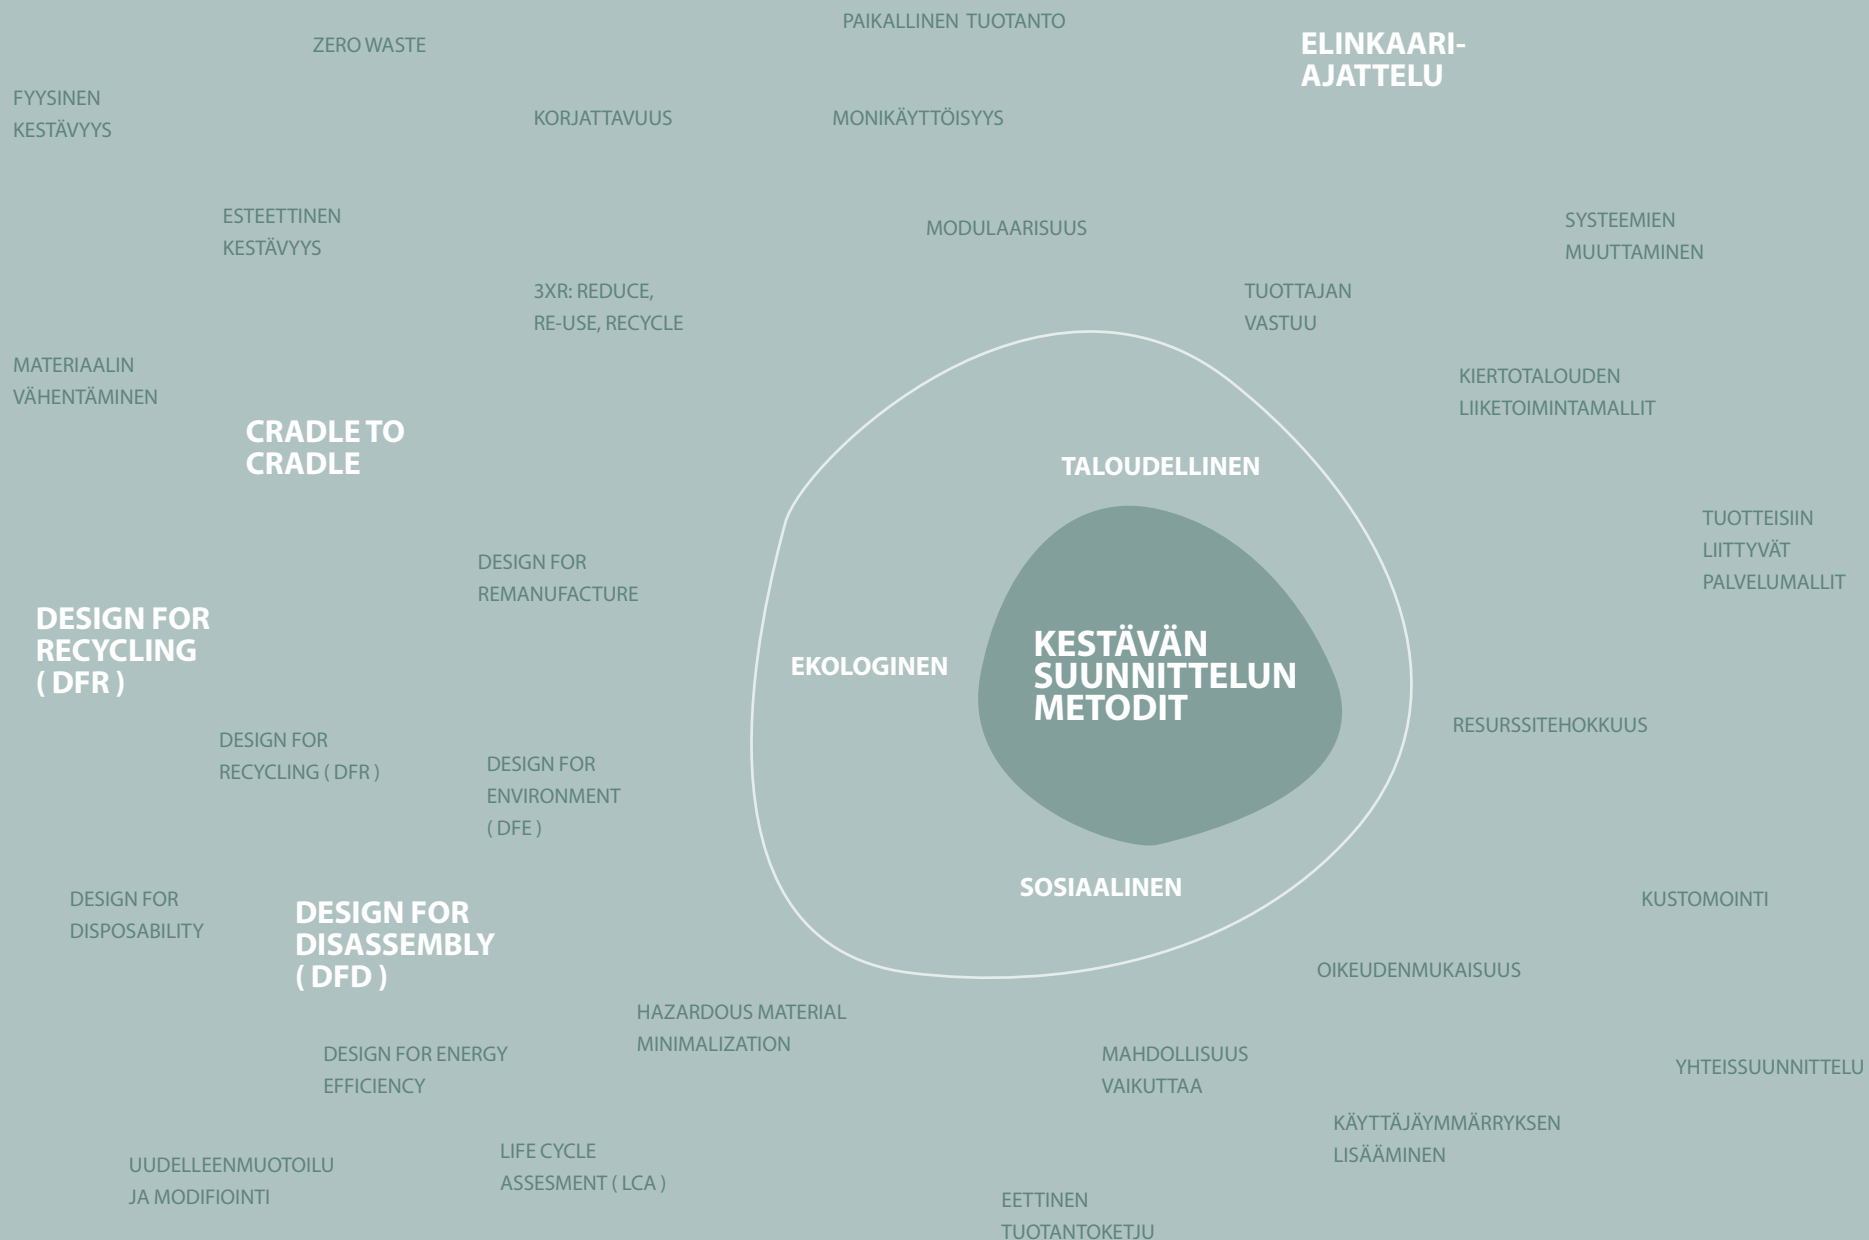 PAIKALLINEN TUOTANTO
ZERO WASTE
ELINKAARI-
AJATTELU
FYYSINEN
KESTÄVYYS
KORJATTAVUUS
MONIKÄYTTÖISYYS
ESTEETTINEN
KESTÄVYYS
MODULAARISUUS
SYSTEEMIEN
MUUTTAMINEN
3XR: REDUCE,
RE-USE, RECYCLE
TUOTTAJAN
VASTUU
MATERIAALIN
VÄHENTÄMINEN
KIERTOTALOUDEN
LIIKETOIMINTAMALLIT
CRADLE TO
CRADLE
TALOUDELLINEN
TUOTTEISIIN
LIITTYVÄT
PALVELUMALLIT
DESIGN FOR
REMANUFACTURE
DESIGN FOR
RECYCLING
( DFR )
EKOLOGINEN
KESTÄVÄN
SUUNNITTELUN
METODIT
RESURSSITEHOKKUUS
DESIGN FOR
RECYCLING ( DFR )
DESIGN FOR
ENVIRONMENT
( DFE )
SOSIAALINEN
DESIGN FOR
DISPOSABILITY
KUSTOMOINTI
DESIGN FOR
DISASSEMBLY
( DFD )
OIKEUDENMUKAISUUS
HAZARDOUS MATERIAL
MINIMALIZATION
DESIGN FOR ENERGY
EFFICIENCY
MAHDOLLISUUS
VAIKUTTAA
YHTEISSUUNNITTELU
KÄYTTÄJÄYMMÄRRYKSEN
LISÄÄMINEN
LIFE CYCLE
ASSESMENT ( LCA )
UUDELLEENMUOTOILU
JA MODIFIOINTI
EETTINEN
TUOTANTOKETJU